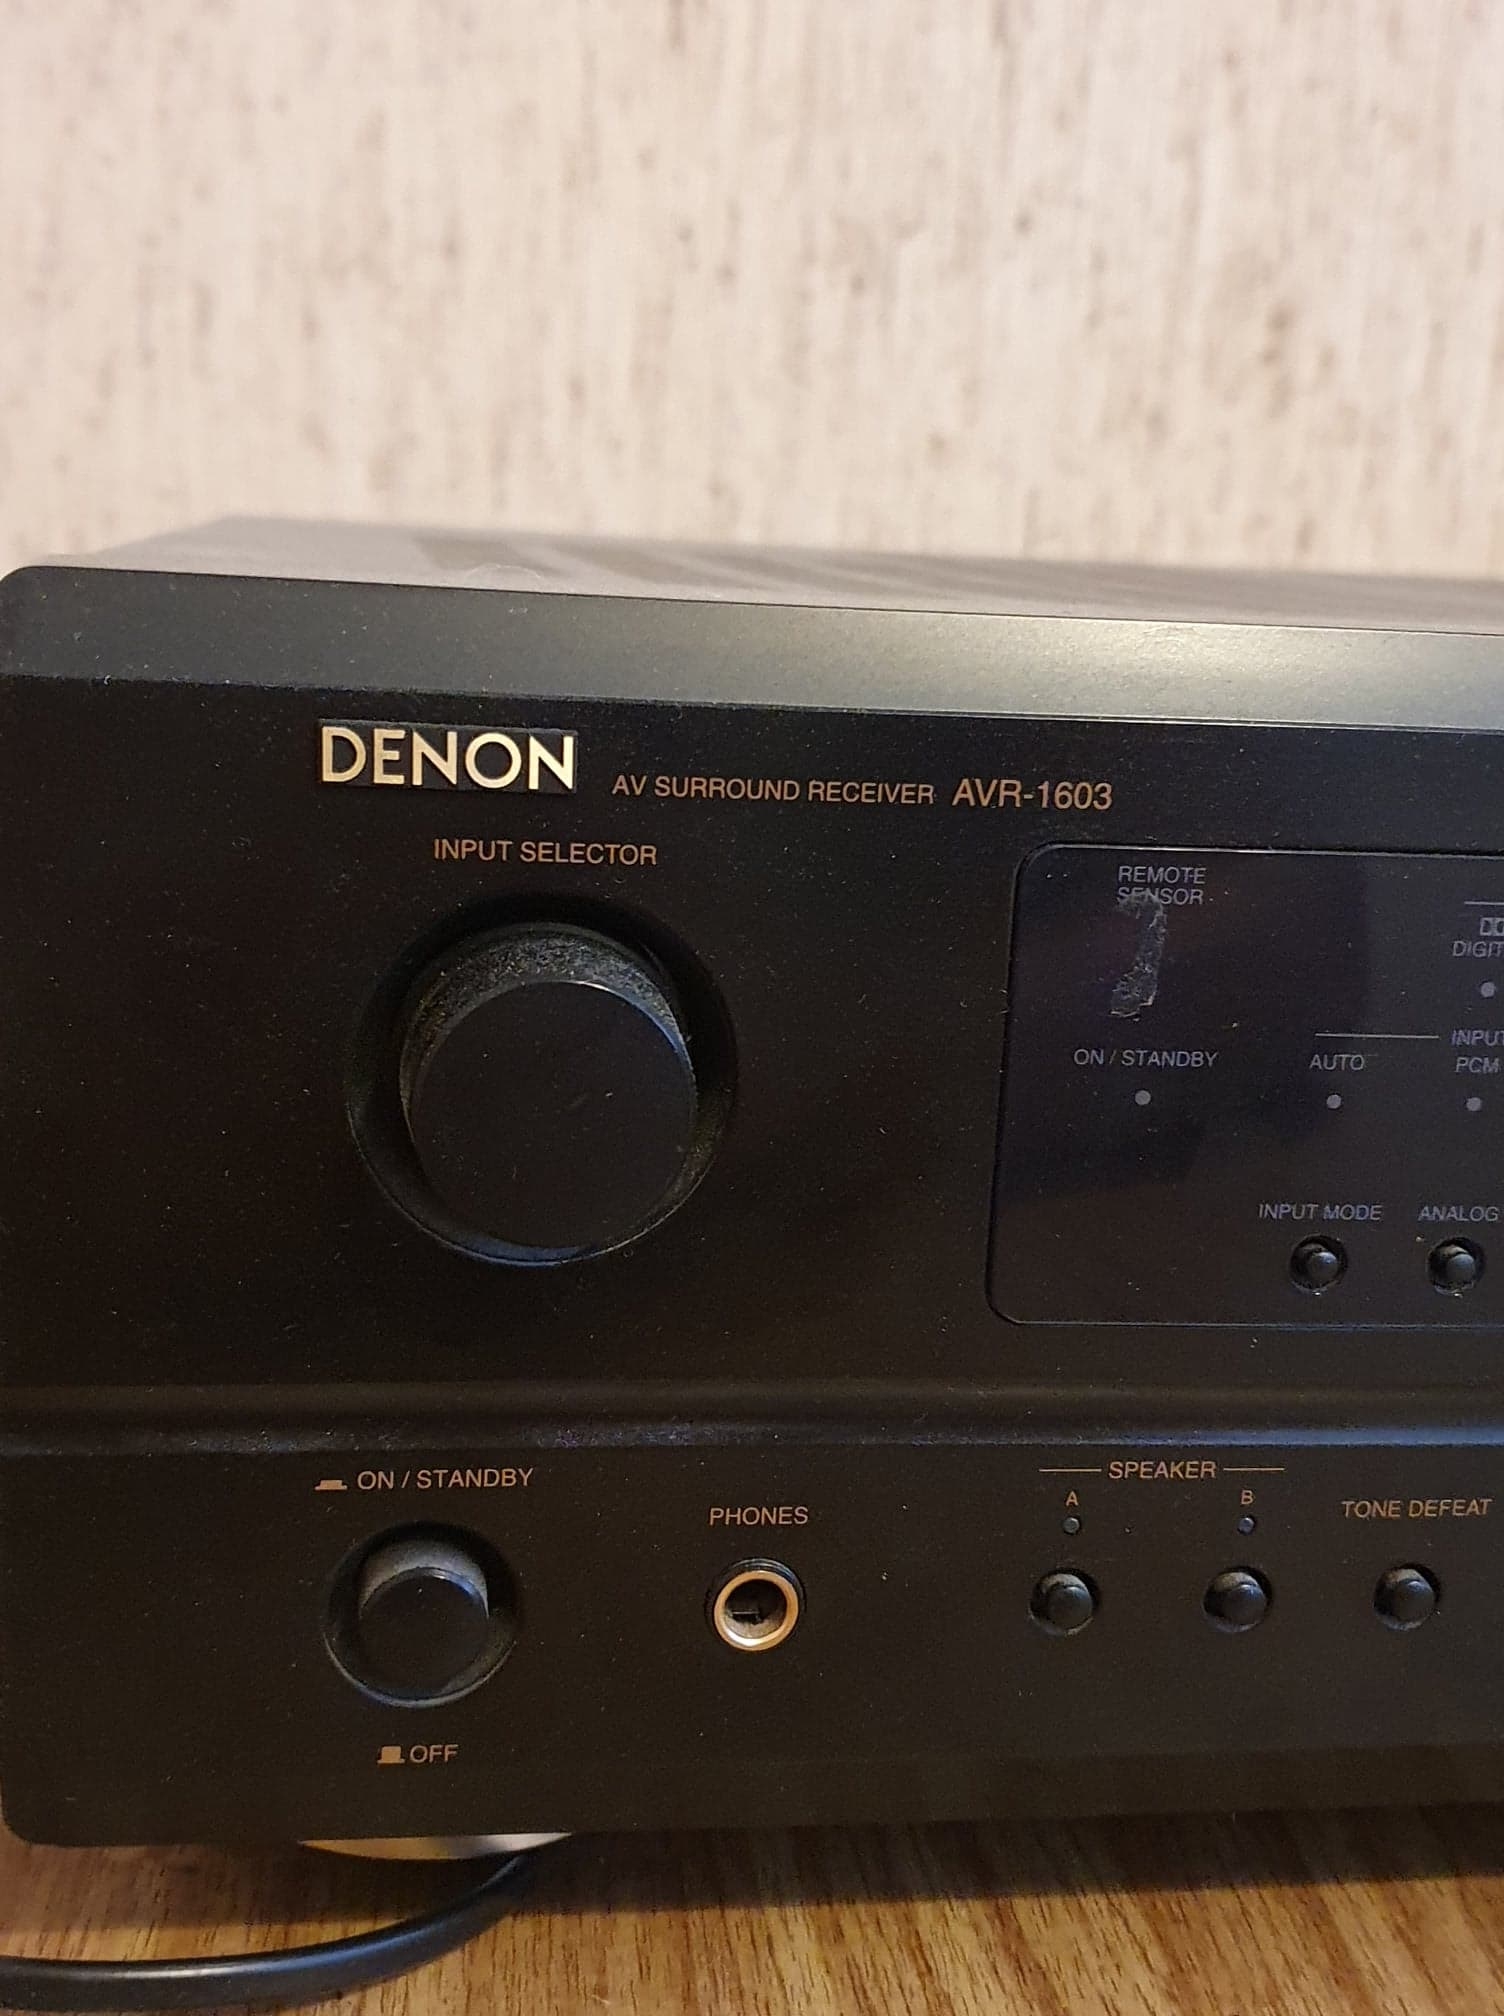 DENON AV SURROUND RECEIVER AVR-1603
INPUT SELECTOR
REMOTE
SENSOR
ON / STANDBY
AUTO
PCM
INPUT MODE
ANALOG
ON / STANDBY
PHONES
SPEAKER
A
B
TONE DEFEAT
OFF